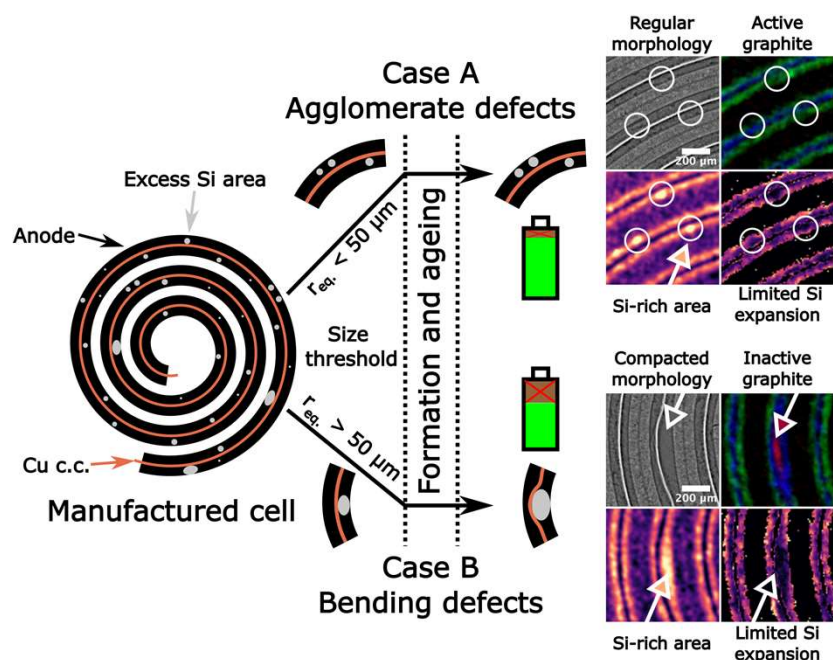 Case A
Agglomerate defects
Excess Si area
Anode
r eq. < 50 µm
Size
threshold
Formation and ageing
r eq. > 50 µm
Cu c.c.
Manufactured cell
Case B
Bending defects
Regular
morphology
Active
graphite
200 µm
Si-rich area
Limited Si
expansion
Compacted
morphology
Inactive
graphite
200 µm
Si-rich area
Limited Si
expansion